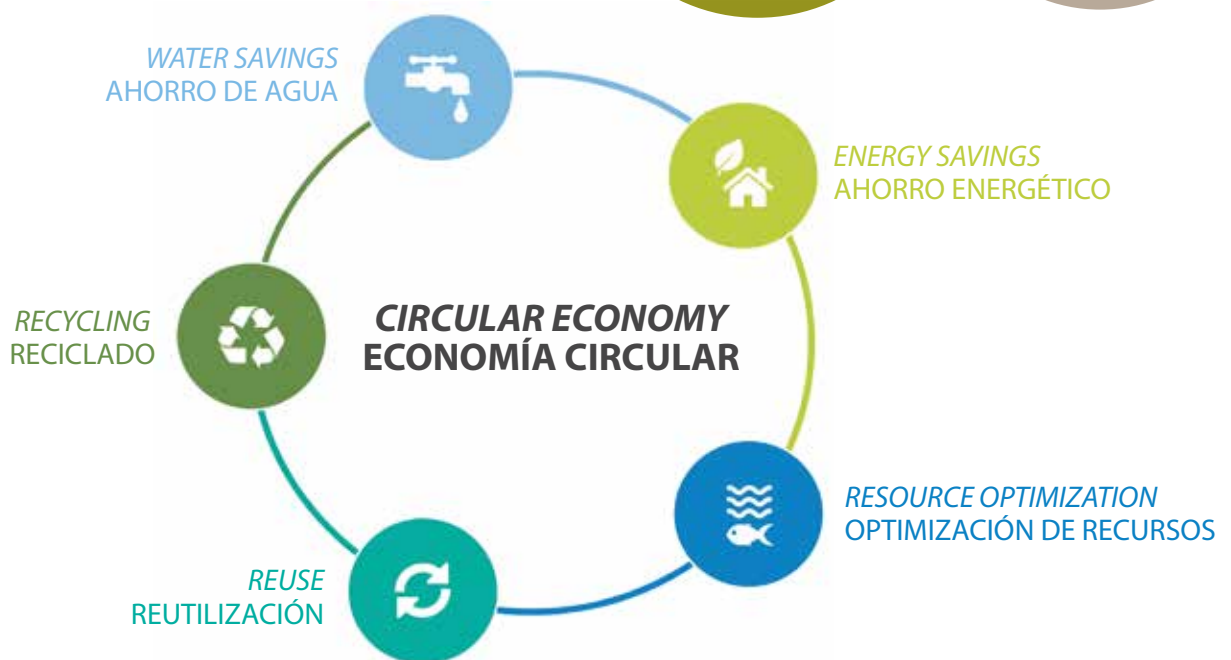 WATER SAVINGS
AHORRO DE AGUA
ENERGY SAVINGS
AHORRO ENERGÉTICO
RECYCLING
RECICLADO
CIRCULAR ECONOMY
ECONOMÍA CIRCULAR
RESOURCE OPTIMIZATION
OPTIMIZACIÓN DE RECURSOS
REUSE
REUTILIZACIÓN